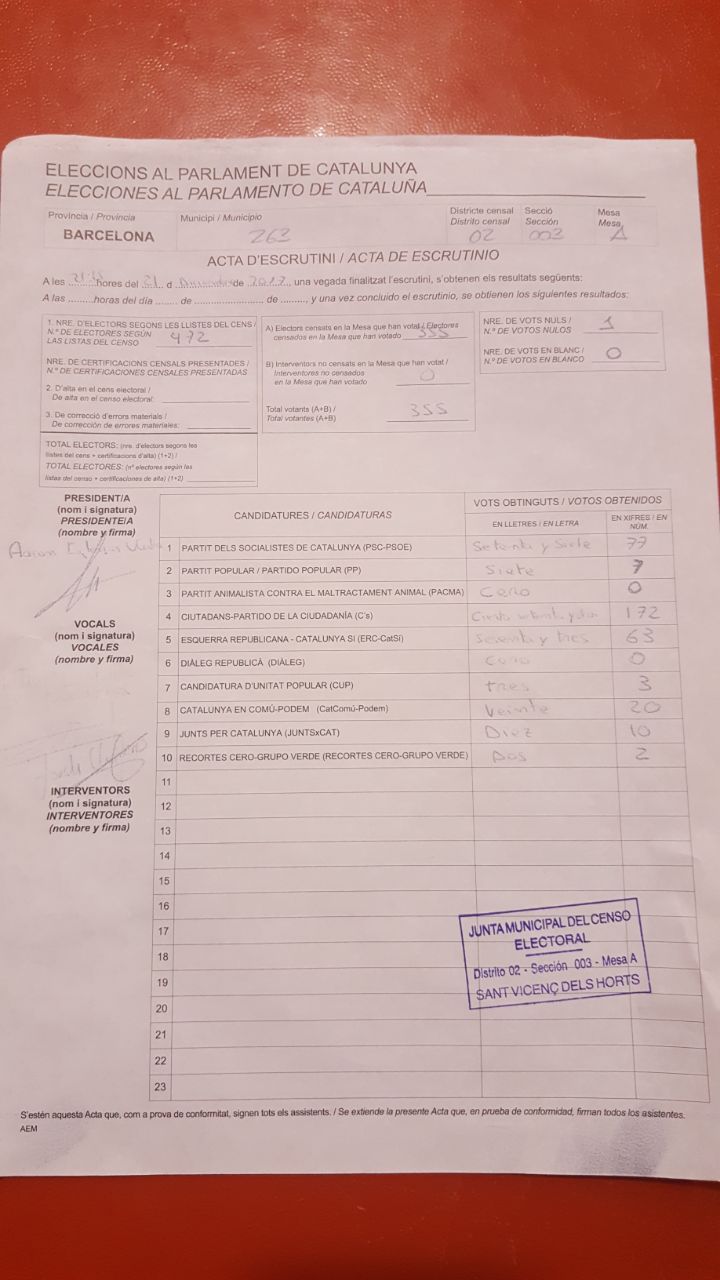 ELECCIONS AL PARLAMENT DE CATALUNYA
ELECCIONES AL PARLAMENTO DE CATALUÑA
Província / Provincia Municipi / Municipio Districte censal Secció Mesa
Distrito censal Sección Mesa
BARCELONA 263 02 003 A
ACTA D'ESCRUTINI / ACTA DE ESCRUTINIO
A les hores del 21 d de 2017, una vegada finalitzat l'escrutini, s'obtenen els resultats següents:
A las hores del día de de , y una vez concluido el escrutinio, se obtienen los siguientes resultados:
1. NRE. D'ELECTORS SEGONS LES LLISTES DEL CENS /
N.º DE ELECTORES SEGÚN
LAS LISTAS DEL CENSO 472
NRE. DE CERTIFICACIONS CENSALS PRESENTADES /
N.º DE CERTIFICACIONES CENSALES PRESENTADAS
2. D'alta en el cens electoral /
De alta en el censo electoral:
3. De correcció d'errors materials /
De corrección de errores materiales:
TOTAL ELECTORS: (nre. d'electors segons les
llistes del cens + certificacions d'alta) (1+2) /
TOTAL ELECTORES: (nº electores según las
listas del censo + certificaciones de alta) (1+2)
A) Electors censats en la Mesa que han votat / Electores
censados en la Mesa que han votado 355
B) Interventors no censats en la Mesa que han votat /
Interventores no censados
en la Mesa que han votado 0
Total votants (A+B) /
Total votantes (A+B) 355
NRE. DE VOTS NULS /
N.º DE VOTOS NULOS 1
NRE. DE VOTS EN BLANC /
N.º DE VOTOS EN BLANCO 0
PRESIDENT/A
(nom i signatura)
PRESIDENTE/A
(nombre y firma)
VOCALS
(nom i signatura)
VOCALES
(nombre y firma)
INTERVENTORS
(nom i signatura)
INTERVENTORES
(nombre y firma)
CANDIDATURES / CANDIDATURAS VOTS OBTINGUTS / VOTOS OBTENIDOS
EN LLETRES / EN LETRA EN XIFRES / EN
NÚM.
1 PARTIT DELS SOCIALISTES DE CATALUNYA (PSC-PSOE) Setenta y Siete 77
2 PARTIT POPULAR / PARTIDO POPULAR (PP) Siete 7
3 PARTIT ANIMALISTA CONTRA EL MALTRACTAMENT ANIMAL (PACMA) Cero 0
4 CIUTADANS-PARTIDO DE LA CIUDADANÍA (C's) Ciento setenta y dos 172
5 ESQUERRA REPUBLICANA - CATALUNYA SI (ERC-CatSí) Sesenta y tres 63
6 DIÀLEG REPUBLICÀ (DIÀLEG) Cero 0
7 CANDIDATURA D'UNITAT POPULAR (CUP) tres 3
8 CATALUNYA EN COMÚ-PODEM (CatComú-Podem) Veinte 20
9 JUNTS PER CATALUNYA (JUNTSxCAT) Diez 10
10 RECORTES CERO-GRUPO VERDE (RECORTES CERO-GRUPO VERDE) Dos 2
11
12
13
14
15
16
17
18
19
20
21
22
23
JUNTA MUNICIPAL DEL CENSO
ELECTORAL
Distrito 02 - Sección 003 - Mesa A
SANT VICENÇ DELS HORTS
S'estén aquesta Acta que, com a prova de conformitat, signen tots els assistents. / Se extiende la presente Acta que, en prueba de conformidad, firman todos los asistentes.
AEM